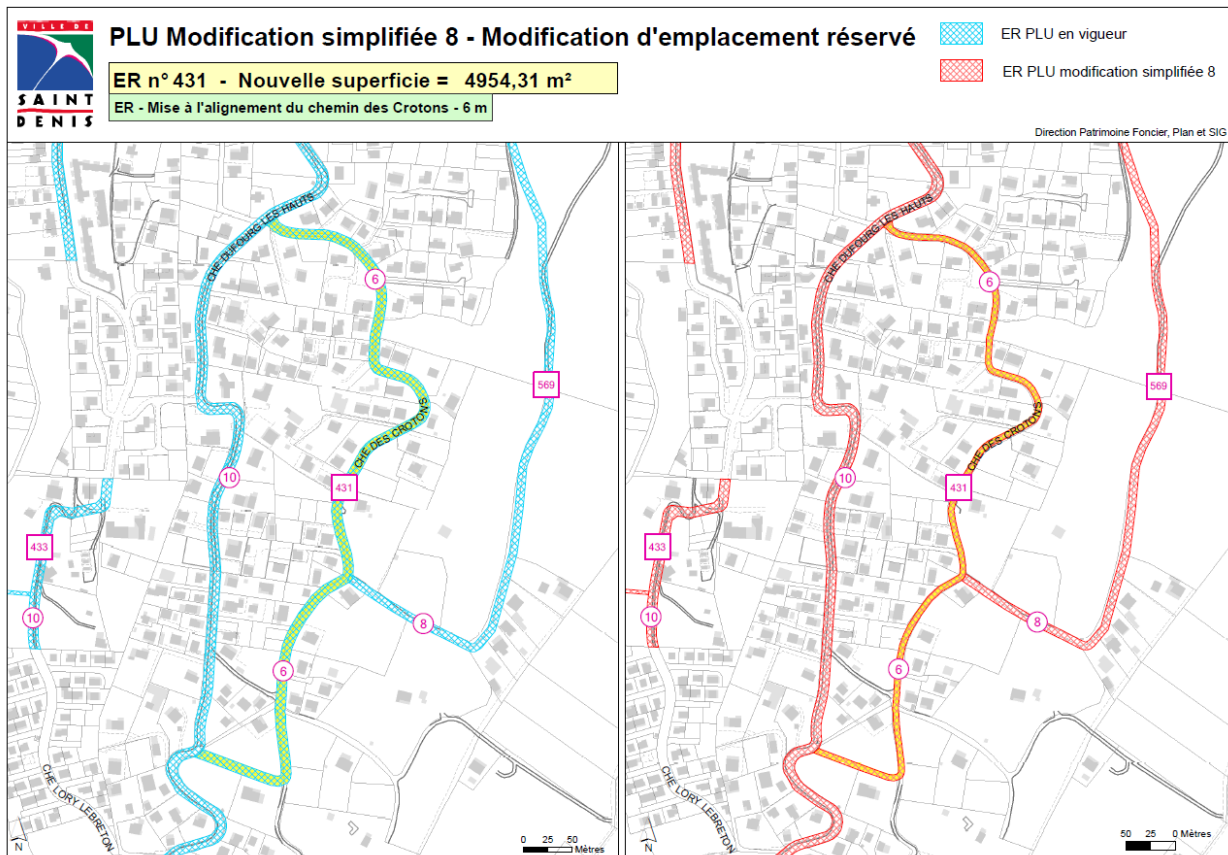 VILLE DE
SAINT
DENIS
PLU Modification simplifiée 8 - Modification d'emplacement réservé
ER n° 431 - Nouvelle superficie = 4954,31 m²
ER - Mise à l'alignement du chemin des Crotons - 6 m
ER PLU en vigueur
ER PLU modification simplifiée 8
Direction Patrimoine Foncier, Plan et SIG
CHE DUFOURG LES HAUTS
6
569
CHE DES CROTONS
10
431
433
10
8
6
CHE LORY LEBRETON
N
0 25 50
Mètres
CHE DUFOURG LES HAUTS
6
569
CHE DES CROTONS
10
431
433
10
8
6
CHE LORY LEBRETON
N
50 25 0 Mètres